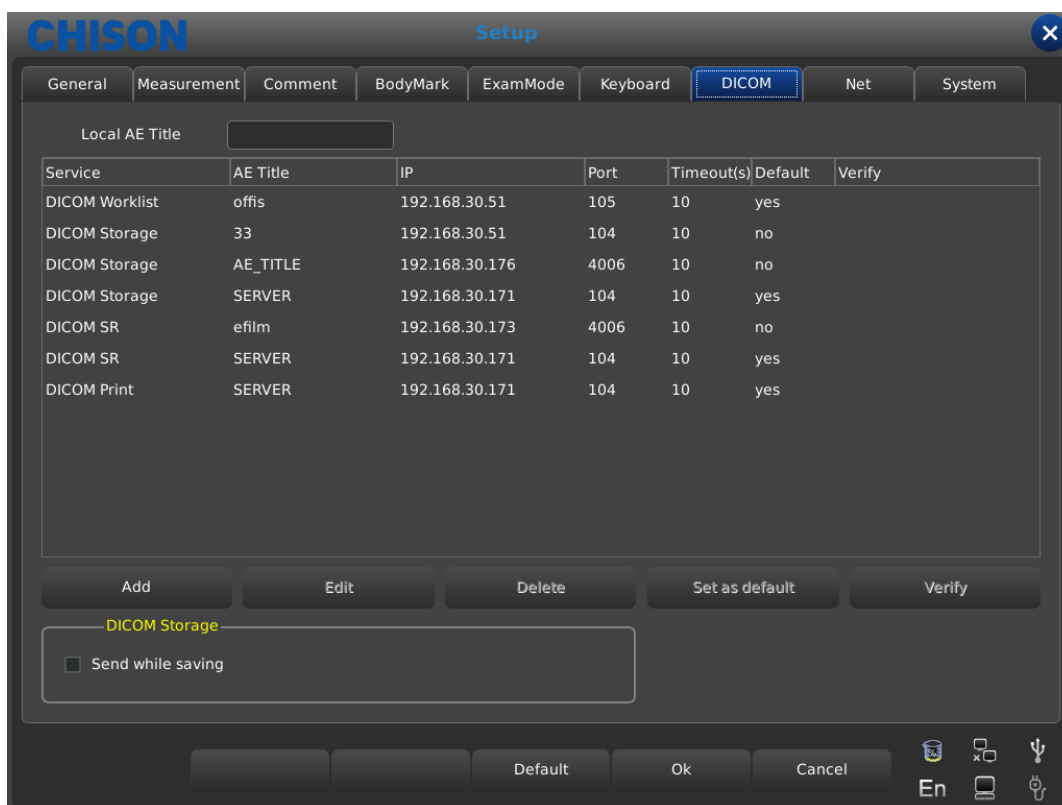 CHISON Setup
General Measurement Comment BodyMark ExamMode Keyboard DICOM Net System
Local AE Title
Service AE Title IP Port Timeout(s) Default Verify
DICOM Worklist offis 192.168.30.51 105 10 yes
DICOM Storage 33 192.168.30.51 104 10 no
DICOM Storage AE_TITLE 192.168.30.176 4006 10 no
DICOM Storage SERVER 192.168.30.171 104 10 yes
DICOM SR efilm 192.168.30.173 4006 10 no
DICOM SR SERVER 192.168.30.171 104 10 yes
DICOM Print SERVER 192.168.30.171 104 10 yes
Add Edit Delete Set as default Verify
DICOM Storage
Send while saving
Default Ok Cancel
En